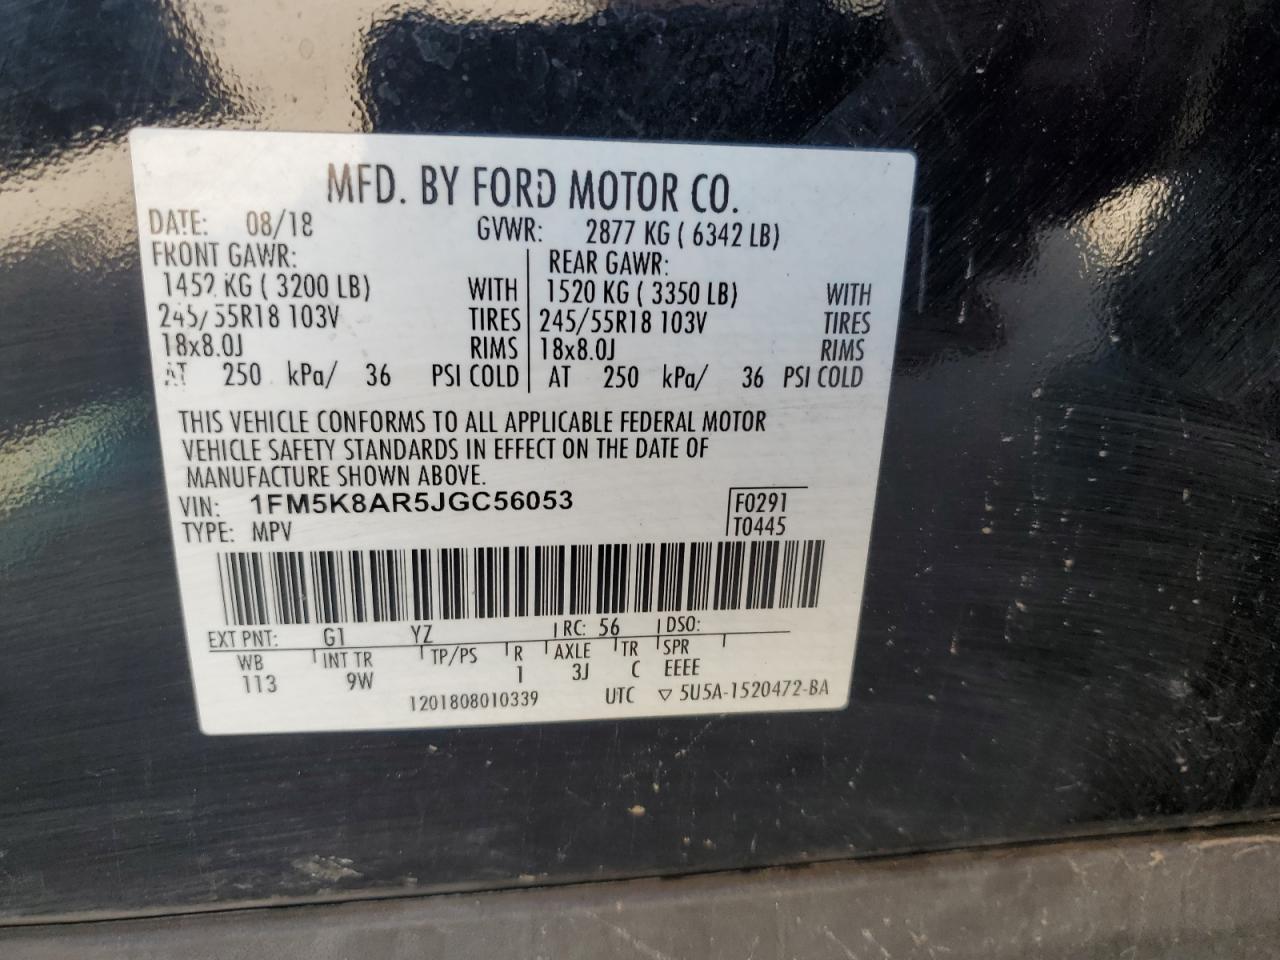 MFD. BY FORD MOTOR CO.
DATE: 08/18 GVWR: 2877 KG ( 6342 LB)
FRONT GAWR: REAR GAWR:
1452 KG ( 3200 LB) WITH 1520 KG ( 3350 LB) WITH
245/55R18 103V TIRES 245/55R18 103V TIRES
18x8.0J RIMS 18x8.0J RIMS
AT 250 kPa/ 36 PSI COLD AT 250 kPa/ 36 PSI COLD
THIS VEHICLE CONFORMS TO ALL APPLICABLE FEDERAL MOTOR
VEHICLE SAFETY STANDARDS IN EFFECT ON THE DATE OF
MANUFACTURE SHOWN ABOVE.
VIN: 1FM5K8AR5JGC56053 F0291
TYPE: MPV T0445
EXT PNT: G1 YZ RC: 56 DSO:
WB INT TR TP/PS R AXLE TR SPR
113 9W 1 3J C EEEE
1201808010339 UTC ▽ 5U5A-1520472-BA